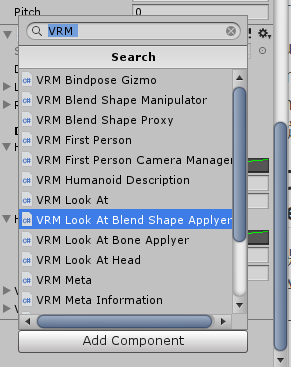 Pitch
0
VRM
Search
VRM Bindpose Gizmo
VRM Blend Shape Manipulator
VRM Blend Shape Proxy
VRM First Person
VRM First Person Camera Manager
VRM Humanoid Description
VRM Look At
VRM Look At Blend Shape Applyer
VRM Look At Bone Applyer
VRM Look At Head
VRM Meta
VRM Meta Information
Add Component